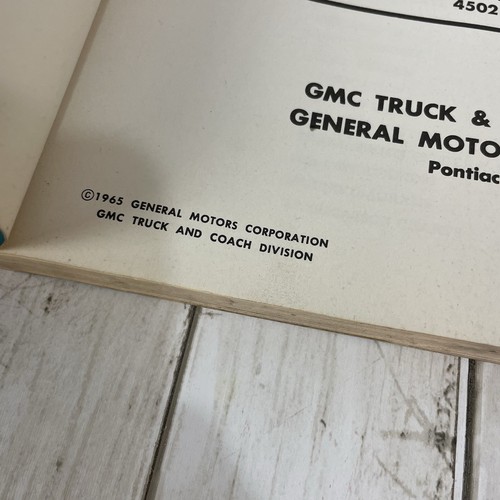 4502
GMC TRUCK &
GENERAL MOTO
Pontiac
©1965 GENERAL MOTORS CORPORATION
GMC TRUCK AND COACH DIVISION